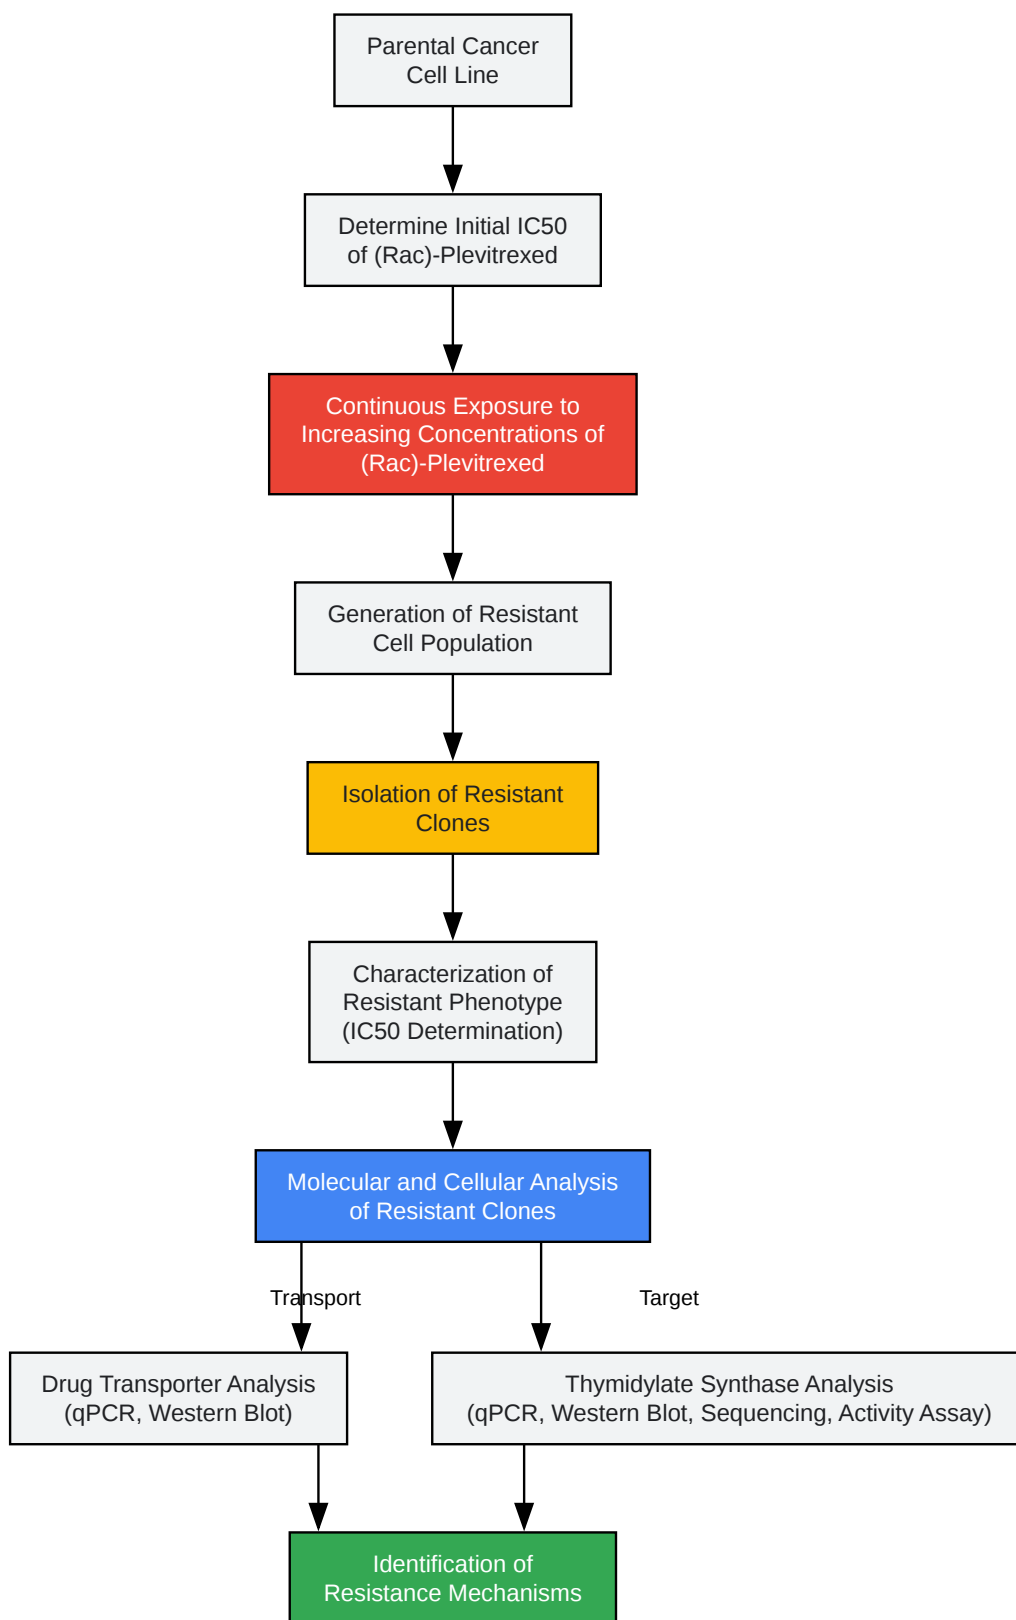 Parental Cancer
Cell Line
Determine Initial IC50
of (Rac)-Plevitrexed
Continuous Exposure to
Increasing Concentrations of
(Rac)-Plevitrexed
Generation of Resistant
Cell Population
Isolation of Resistant
Clones
Characterization of
Resistant Phenotype
(IC50 Determination)
Molecular and Cellular Analysis
of Resistant Clones
Transport
Target
Drug Transporter Analysis
(qPCR, Western Blot)
Thymidylate Synthase Analysis
(qPCR, Western Blot, Sequencing, Activity Assay)
Identification of
Resistance Mechanisms